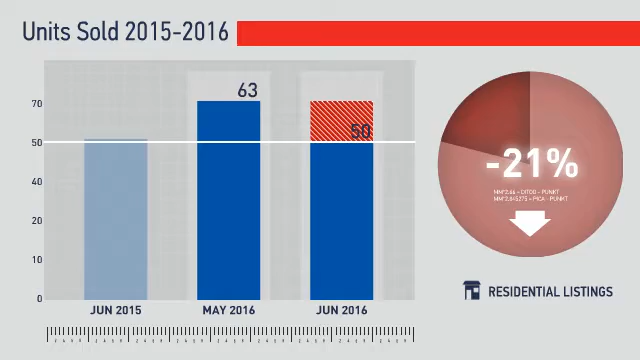 Units Sold 2015-2016
63
70
50
50
40
-21%
20
10
0
JUN 2015
MAY 2016
JUN 2016
RESIDENTIAL LISTINGS